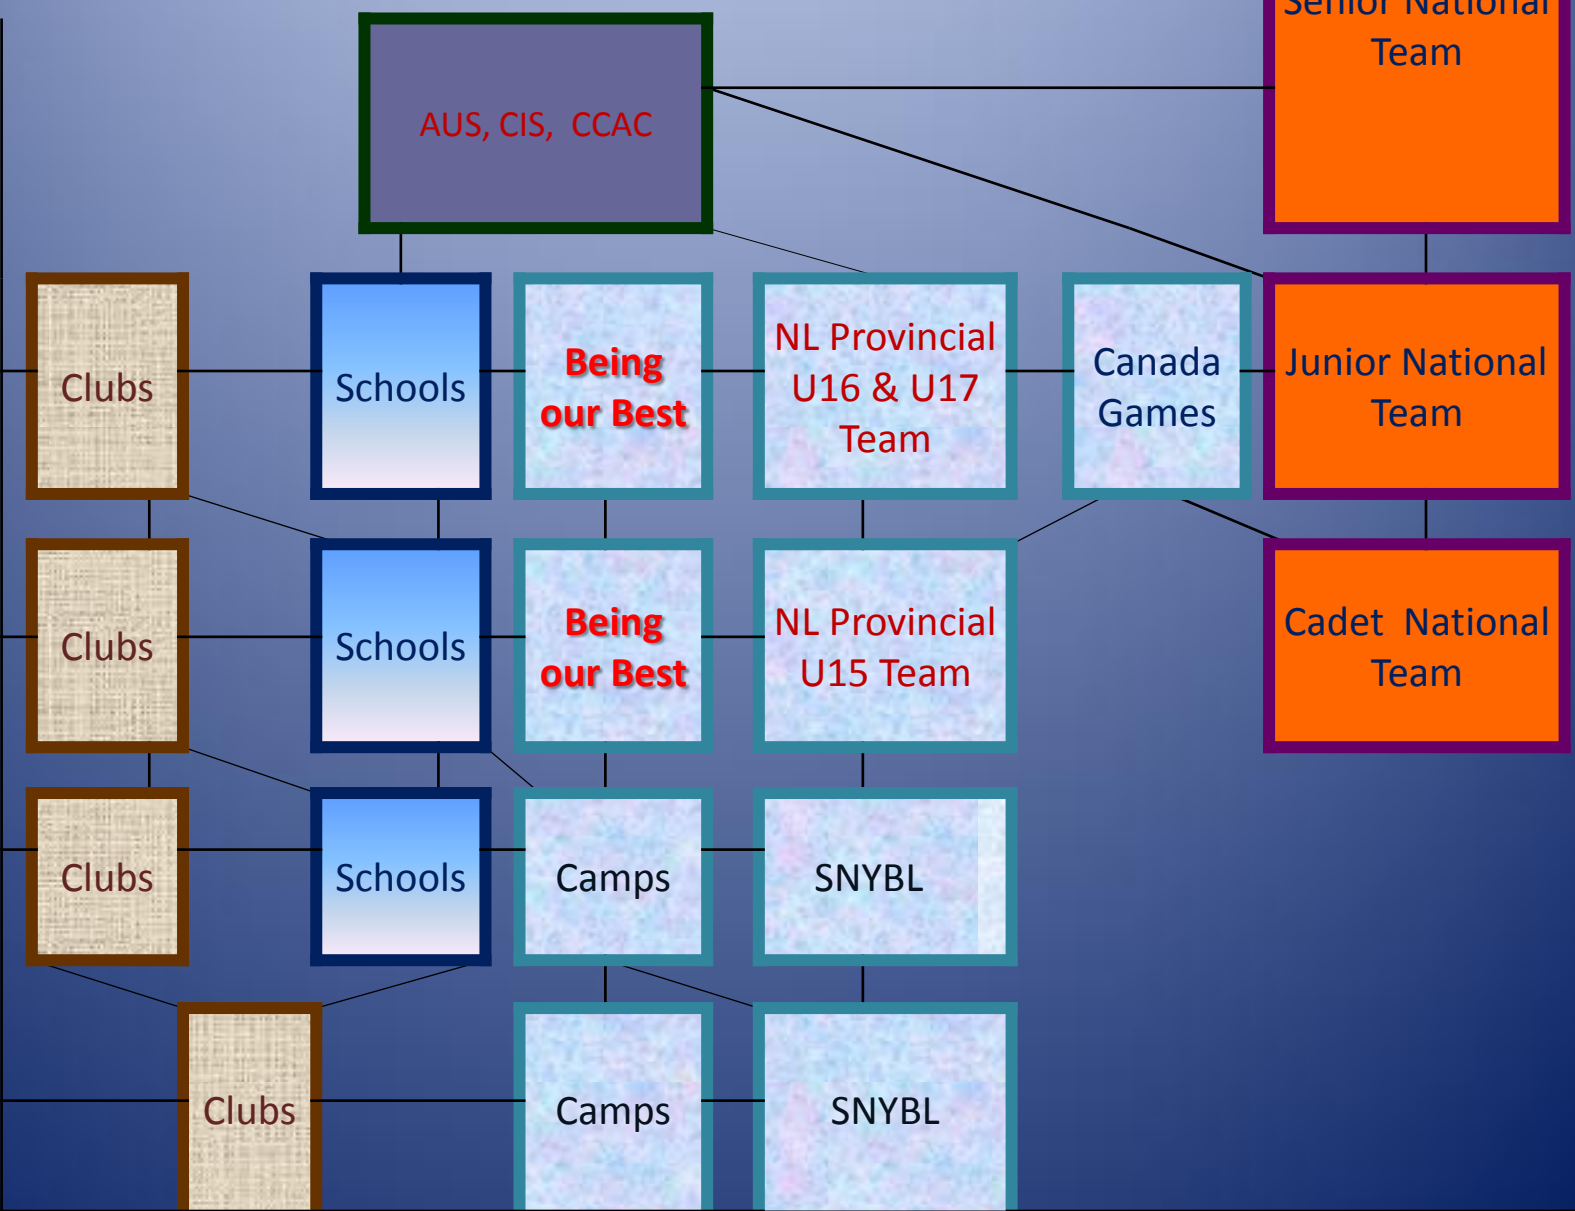 Senior National
Team
AUS, CIS,  CCAC
Clubs
Schools
Being
our Best
NL Provincial
U16 & U17
Team
Canada
Games
Junior National
Team
Clubs
Schools
Being
our Best
NL Provincial
U15 Team
Cadet  National
Team
Clubs
Schools
Camps
SNYBL
Clubs
Camps
SNYBL